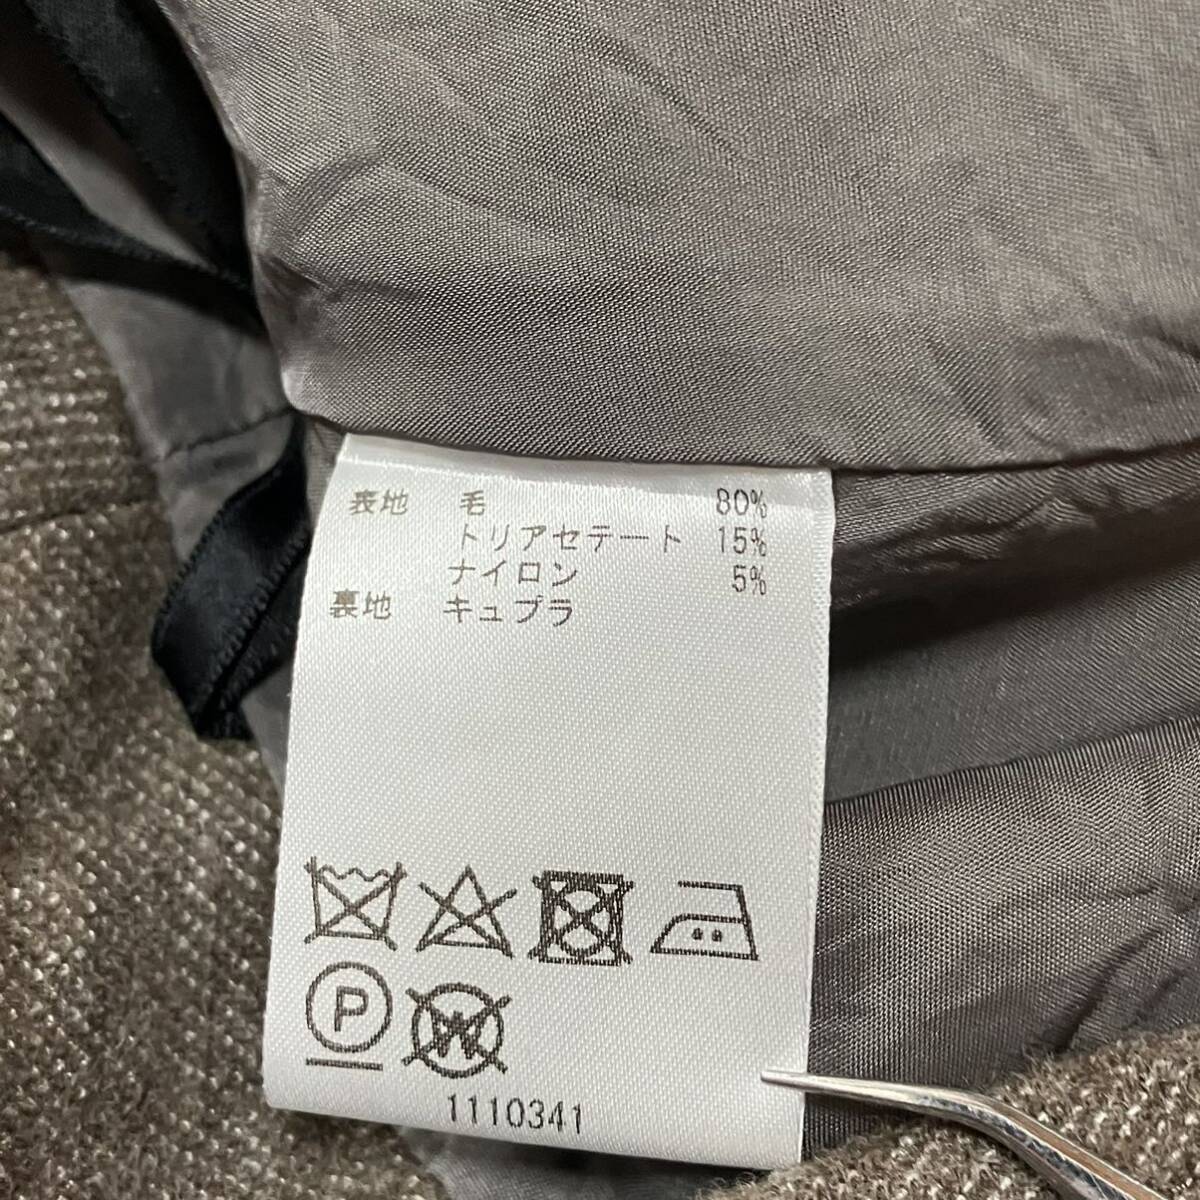 表地 毛 80%
トリアセテート 15%
ナイロン 5%
裏地 キュプラ
P
W
1110341